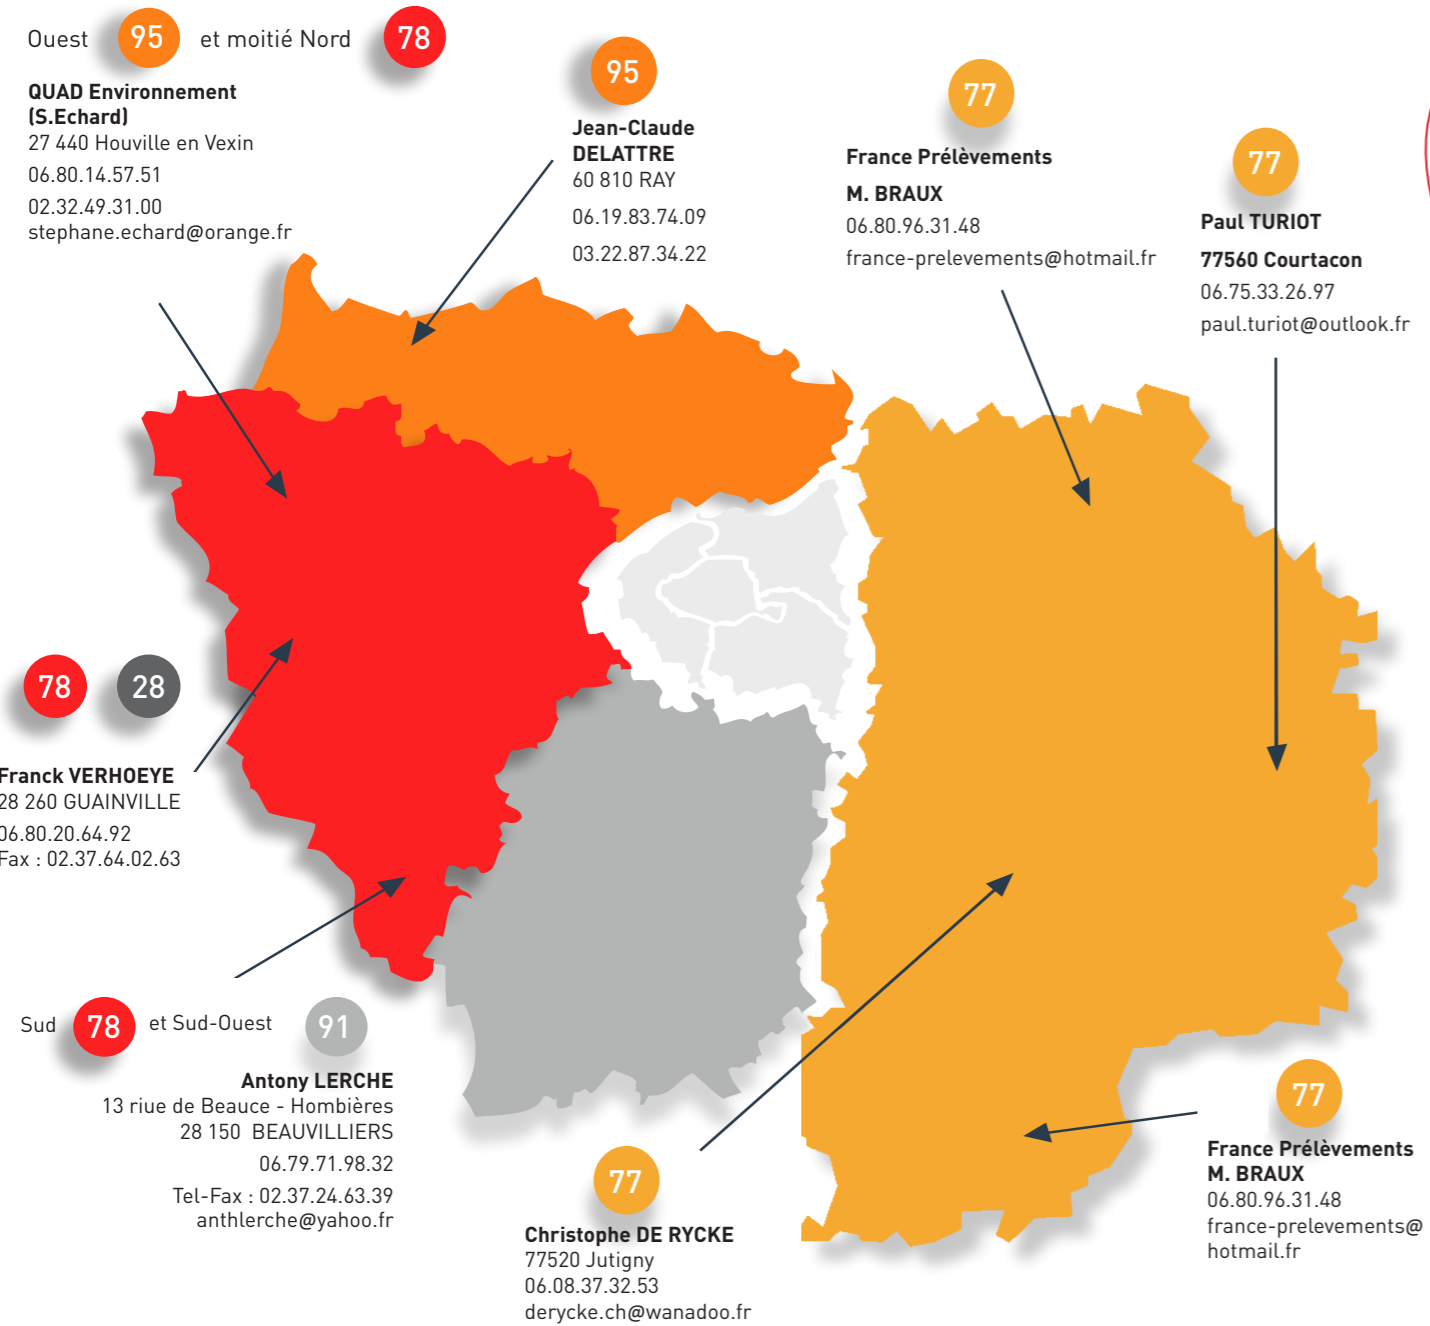 Ouest 95 et moitié Nord 78
QUAD Environnement
(S.Echard)
27 440 Houville en Vexin
06.80.14.57.51
02.32.49.31.00
stephane.echard@orange.fr
95
Jean-Claude
DELATTRE
60 810 RAY
06.19.83.74.09
03.22.87.34.22
77
France Prélèvements
M. BRAUX
06.80.96.31.48
france-prelevements@hotmail.fr
77
Paul TURIOT
77560 Courtacon
06.75.33.26.97
paul.turiot@outlook.fr
78 28
Franck VERHOEYE
28 260 GUAINVILLE
06.80.20.64.92
Fax : 02.37.64.02.63
Sud 78 et Sud-Ouest 91
Antony LERCHE
13 riue de Beauce - Hombières
28 150 BEAUVILLIERS
06.79.71.98.32
Tel-Fax : 02.37.24.63.39
anthlerche@yahoo.fr
77
Christophe DE RYCKE
77520 Jutigny
06.08.37.32.53
derycke.ch@wanadoo.fr
77
France Prélèvements
M. BRAUX
06.80.96.31.48
france-prelevements@
hotmail.fr